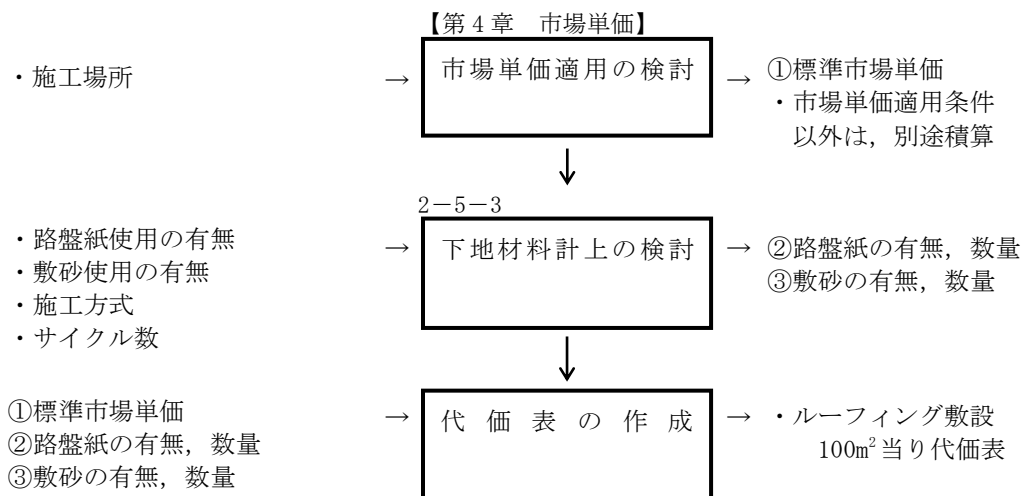 【第４章　市場単価】
・施工場所
→
市場単価適用の検討
→
①標準市場単価
・市場単価適用条件
以外は，別途積算
↓
２－５－３
・路盤紙使用の有無
・敷砂使用の有無
・施工方式
・サイクル数
→
下地材料計上の検討
→
②路盤紙の有無，数量
③敷砂の有無，数量
↓
①標準市場単価
②路盤紙の有無，数量
③敷砂の有無，数量
→
代価表の作成
→
・ルーフィング敷設
100m²当り代価表